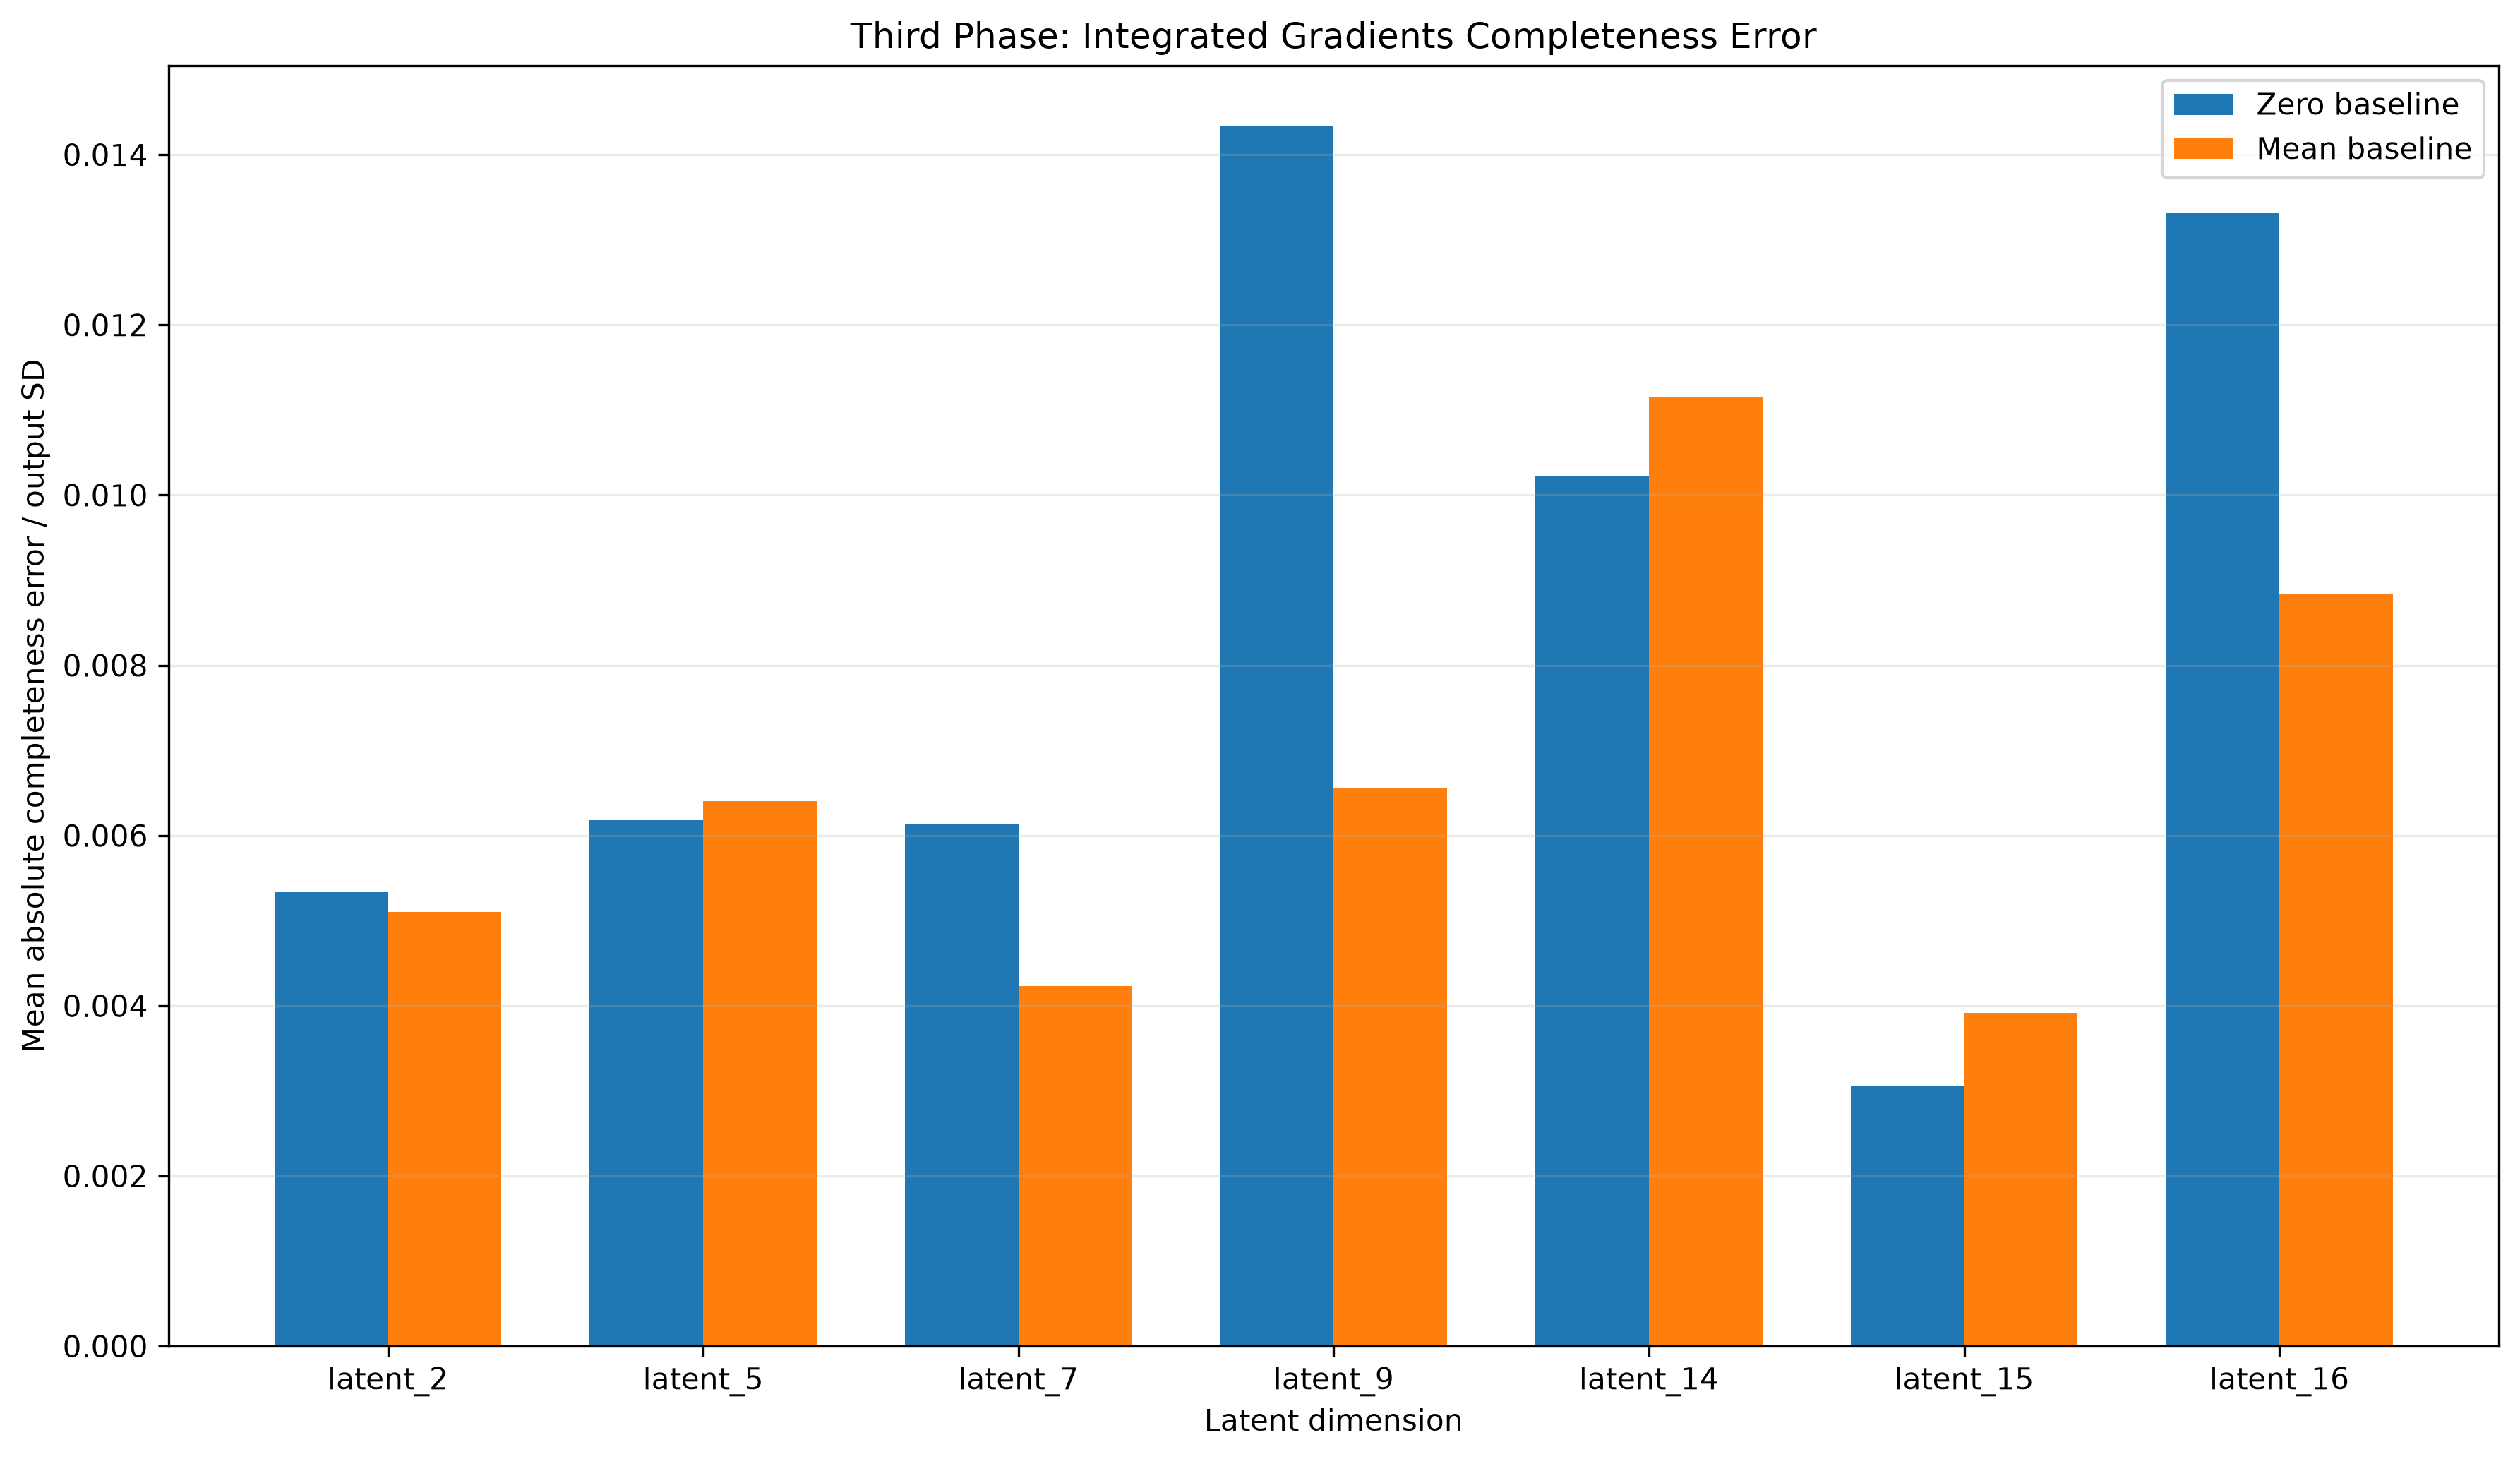 Third Phase: Integrated Gradients Completeness Error
Zero baseline
Mean baseline
Mean absolute completeness error / output SD
0.014
0.012
0.010
0.008
0.006
0.004
0.002
0.000
latent_2
latent_5
latent_7
latent_9
latent_14
latent_15
latent_16
Latent dimension